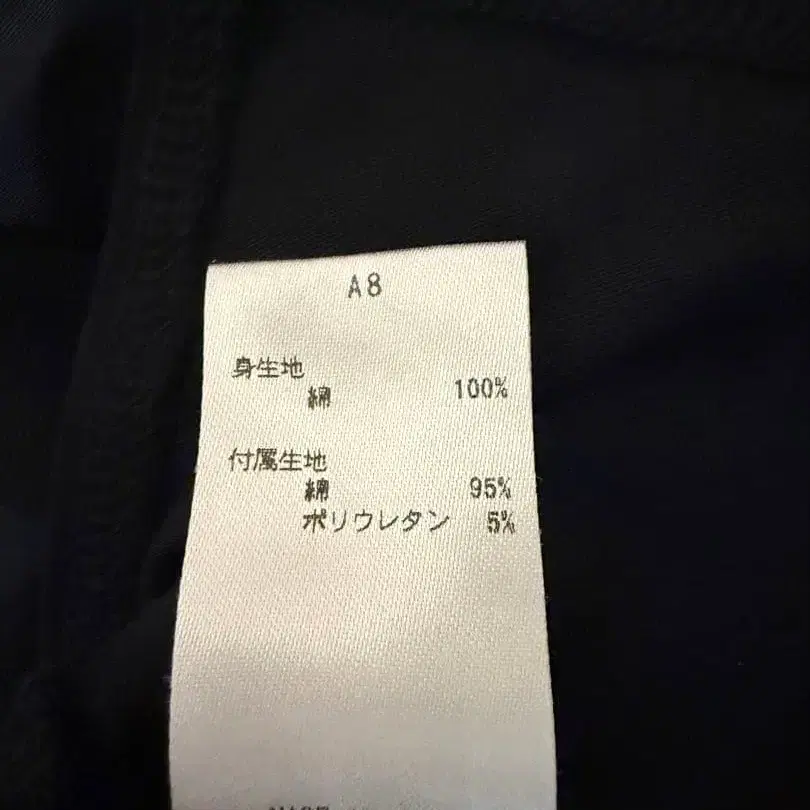 A8
身生地
綿 100%
付属生地
綿 95%
ポリウレタン 5%